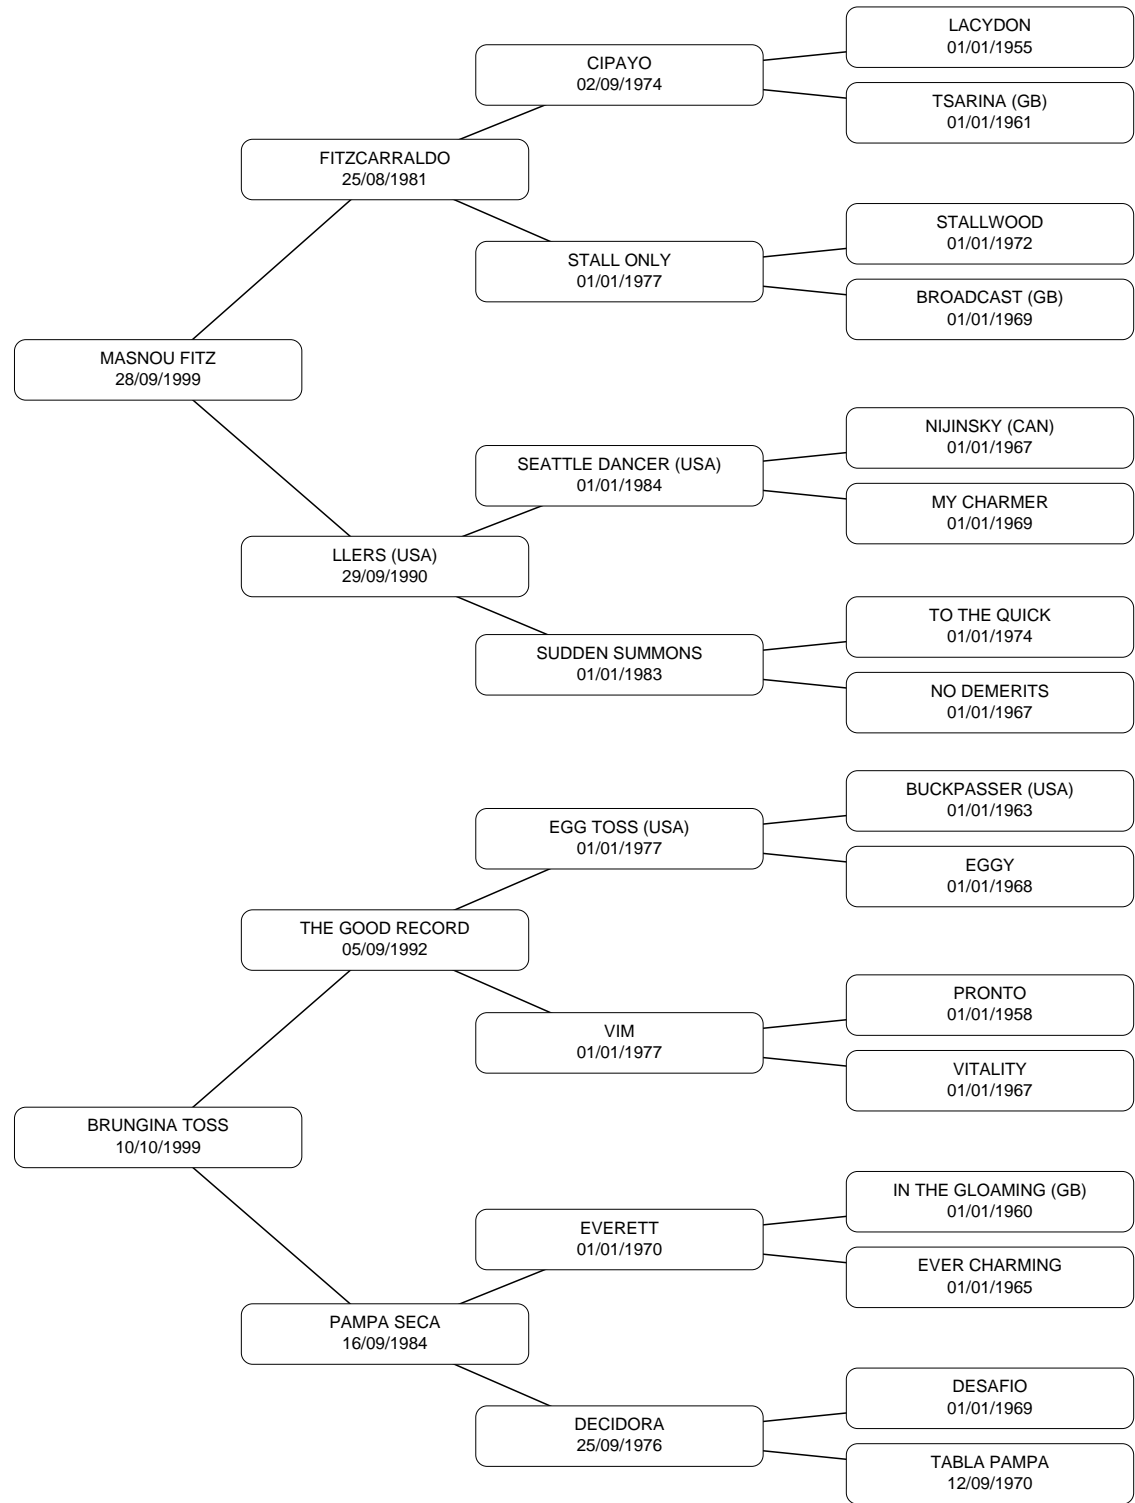 LACYDON
01/01/1955
CIPAYO
02/09/1974
TSARINA (GB)
01/01/1961
FITZCARRALDO
25/08/1981
STALLWOOD
01/01/1972
STALL ONLY
01/01/1977
BROADCAST (GB)
01/01/1969
MASNOU FITZ
28/09/1999
NIJINSKY (CAN)
01/01/1967
SEATTLE DANCER (USA)
01/01/1984
MY CHARMER
01/01/1969
LLERS (USA)
29/09/1990
TO THE QUICK
01/01/1974
SUDDEN SUMMONS
01/01/1983
NO DEMERITS
01/01/1967
BUCKPASSER (USA)
01/01/1963
EGG TOSS (USA)
01/01/1977
EGGY
01/01/1968
THE GOOD RECORD
05/09/1992
PRONTO
01/01/1958
VIM
01/01/1977
VITALITY
01/01/1967
BRUNGINA TOSS
10/10/1999
IN THE GLOAMING (GB)
01/01/1960
EVERETT
01/01/1970
EVER CHARMING
01/01/1965
PAMPA SECA
16/09/1984
DESAFIO
01/01/1969
DECIDORA
25/09/1976
TABLA PAMPA
12/09/1970